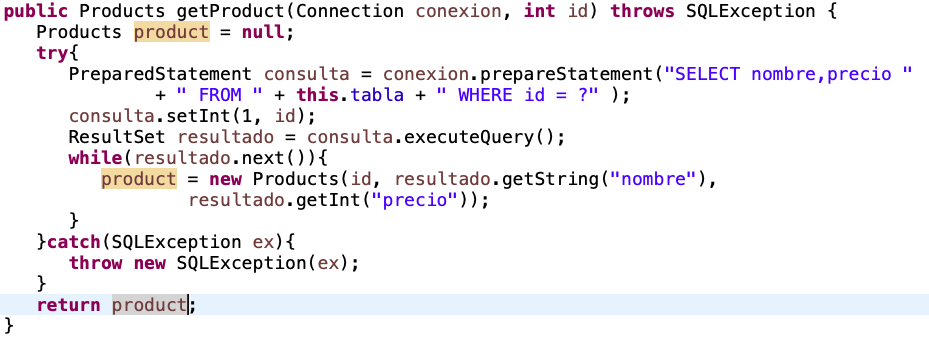 public Products getProduct(Connection conexion, int id) throws SQLException {
Products product = null;
try{
PreparedStatement consulta = conexion.prepareStatement("SELECT nombre,precio "
+ " FROM " + this.tabla + " WHERE id = ?" );
consulta.setInt(1, id);
ResultSet resultado = consulta.executeQuery();
while(resultado.next()){
product = new Products(id, resultado.getString("nombre"),
resultado.getInt("precio"));
}
}catch(SQLException ex){
throw new SQLException(ex);
}
return product;
}